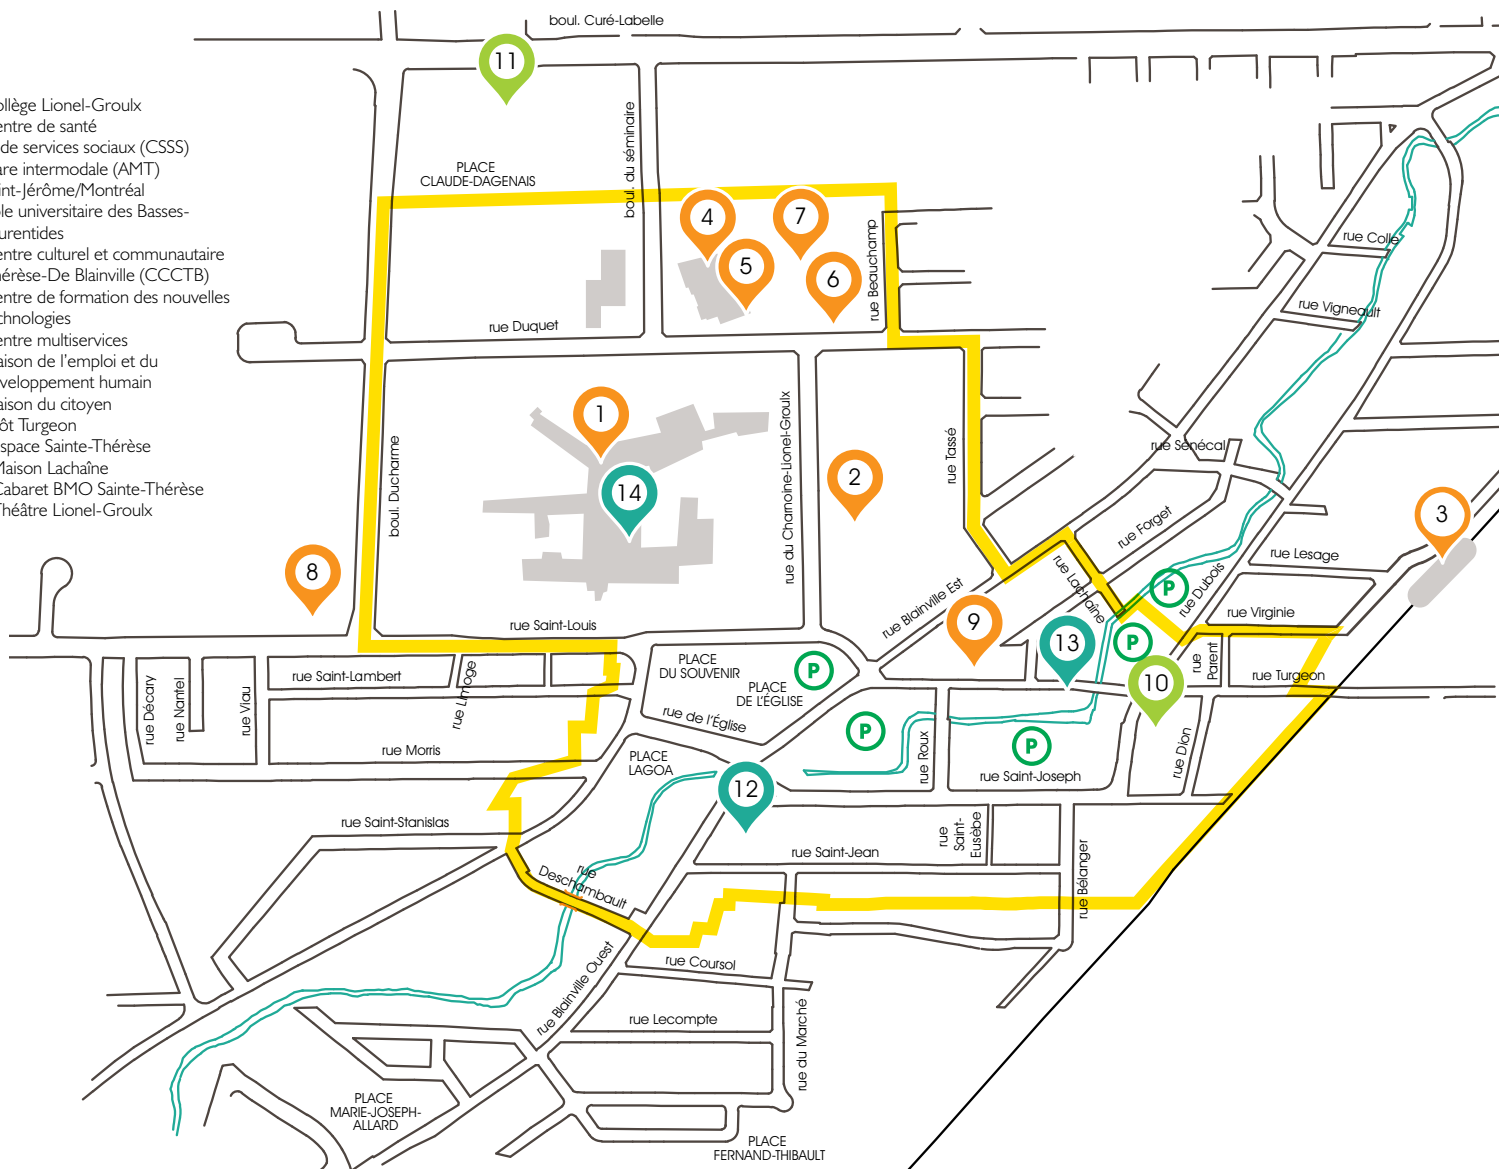 boul. Curé-Labelle
11
ollège Lionel-Groulx
entre de santé
de services sociaux (CSSS)
are intermodale (AMT)
int-Jérôme/Montréal
ôle universitaire des Basses-
urentides
entre culturel et communautaire
hérèse-De Blainville (CCCTB)
entre de formation des nouvelles
chnologies
entre multiservices
aison de l'emploi et du
veloppement humain
aison du citoyen
ôt Turgeon
space Sainte-Thérèse
Maison Lachaîne
Cabaret BMO Sainte-Thérèse
Théâtre Lionel-Groulx
PLACE
CLAUDE-DAGENAIS
boul. du séminaire
4
7
5
6
rue Beauchamp
rue Colle
rue Vigneault
rue Duquet
1
14
2
boul. Ducharme
rue du Chanoine-Lionel-Groulx
rue Tassé
rue Sénécal
3
rue Forget
rue Lesage
8
rue Lachaîne
P
rue Dubois
rue Blainville Est
9
rue Virginie
rue Saint-Louis
13
P
rue
Parent
PLACE
DU SOUVENIR
P
PLACE
DE L'ÉGLISE
rue Saint-Lambert
rue Limoge
rue Décary
rue Nantel
rue Viau
10
rue Turgeon
rue de l'Église
P
P
rue Roux
rue Dion
rue Morris
PLACE
LAGOA
rue Saint-Joseph
12
rue Saint-Stanislas
rue
Saint-
Eusèbe
rue Saint-Jean
rue Bélanger
rue
Deschambault
rue Coursol
rue Blainville Ouest
rue Lecompte
rue du Marché
PLACE
MARIE-JOSEPH-
ALLARD
PLACE
FERNAND-THIBAULT